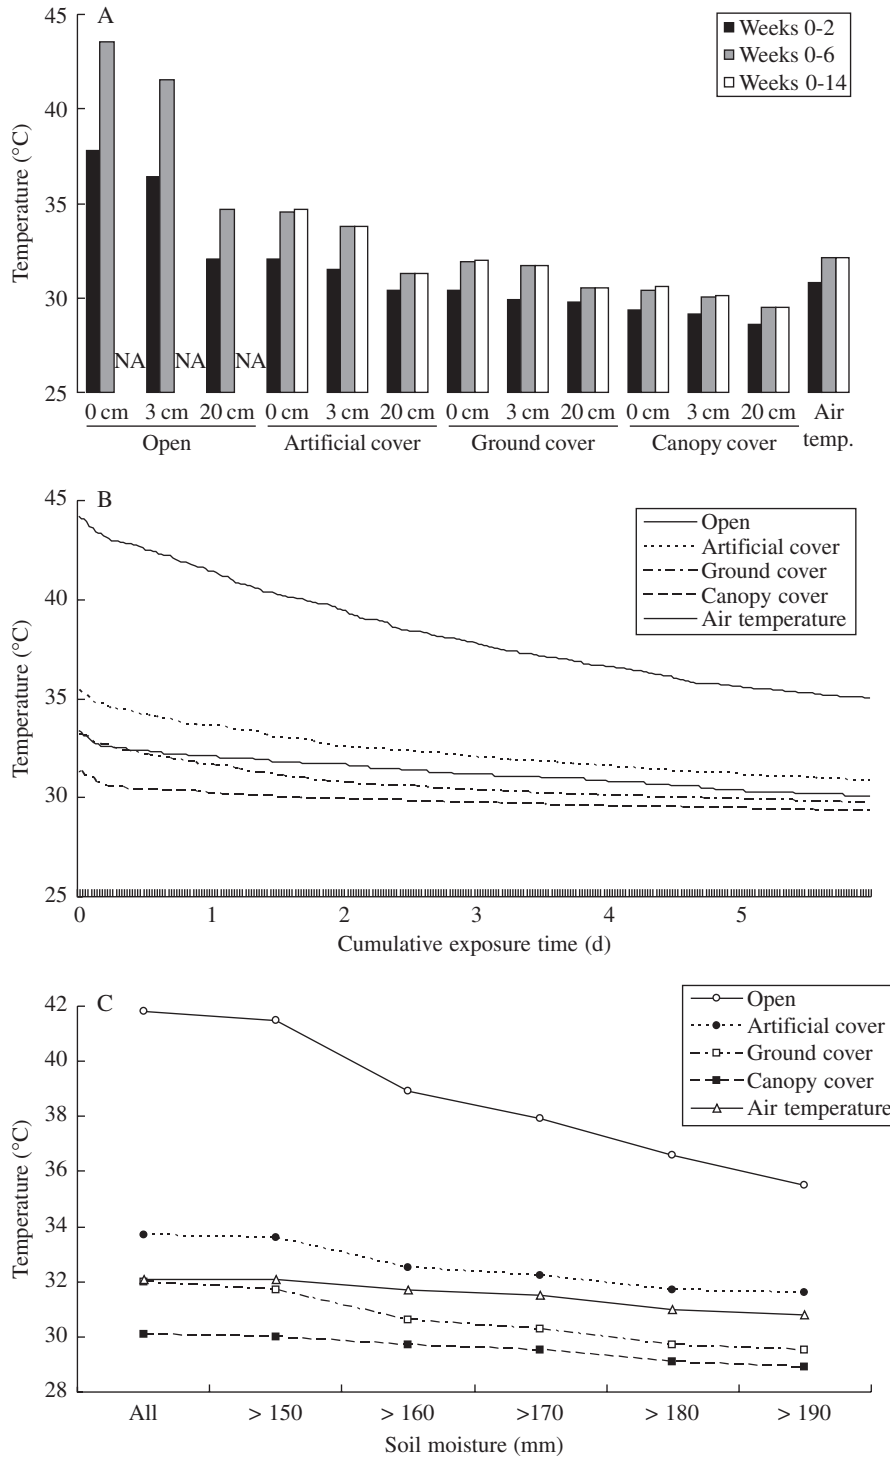 A
45
40
35
30
25
Temperature (°C)
Weeks 0-2
Weeks 0-6
Weeks 0-14
NA NA NA
0 cm 3 cm 20 cm 0 cm 3 cm 20 cm 0 cm 3 cm 20 cm 0 cm 3 cm 20 cm Air
Open Artificial cover Ground cover Canopy cover temp.
B
45
40
35
30
25
Temperature (°C)
Open
Artificial cover
Ground cover
Canopy cover
Air temperature
0 1 2 3 4 5
Cumulative exposure time (d)
C
42
40
38
36
34
32
30
28
Temperature (°C)
Open
Artificial cover
Ground cover
Canopy cover
Air temperature
All > 150 > 160 >170 > 180 > 190
Soil moisture (mm)